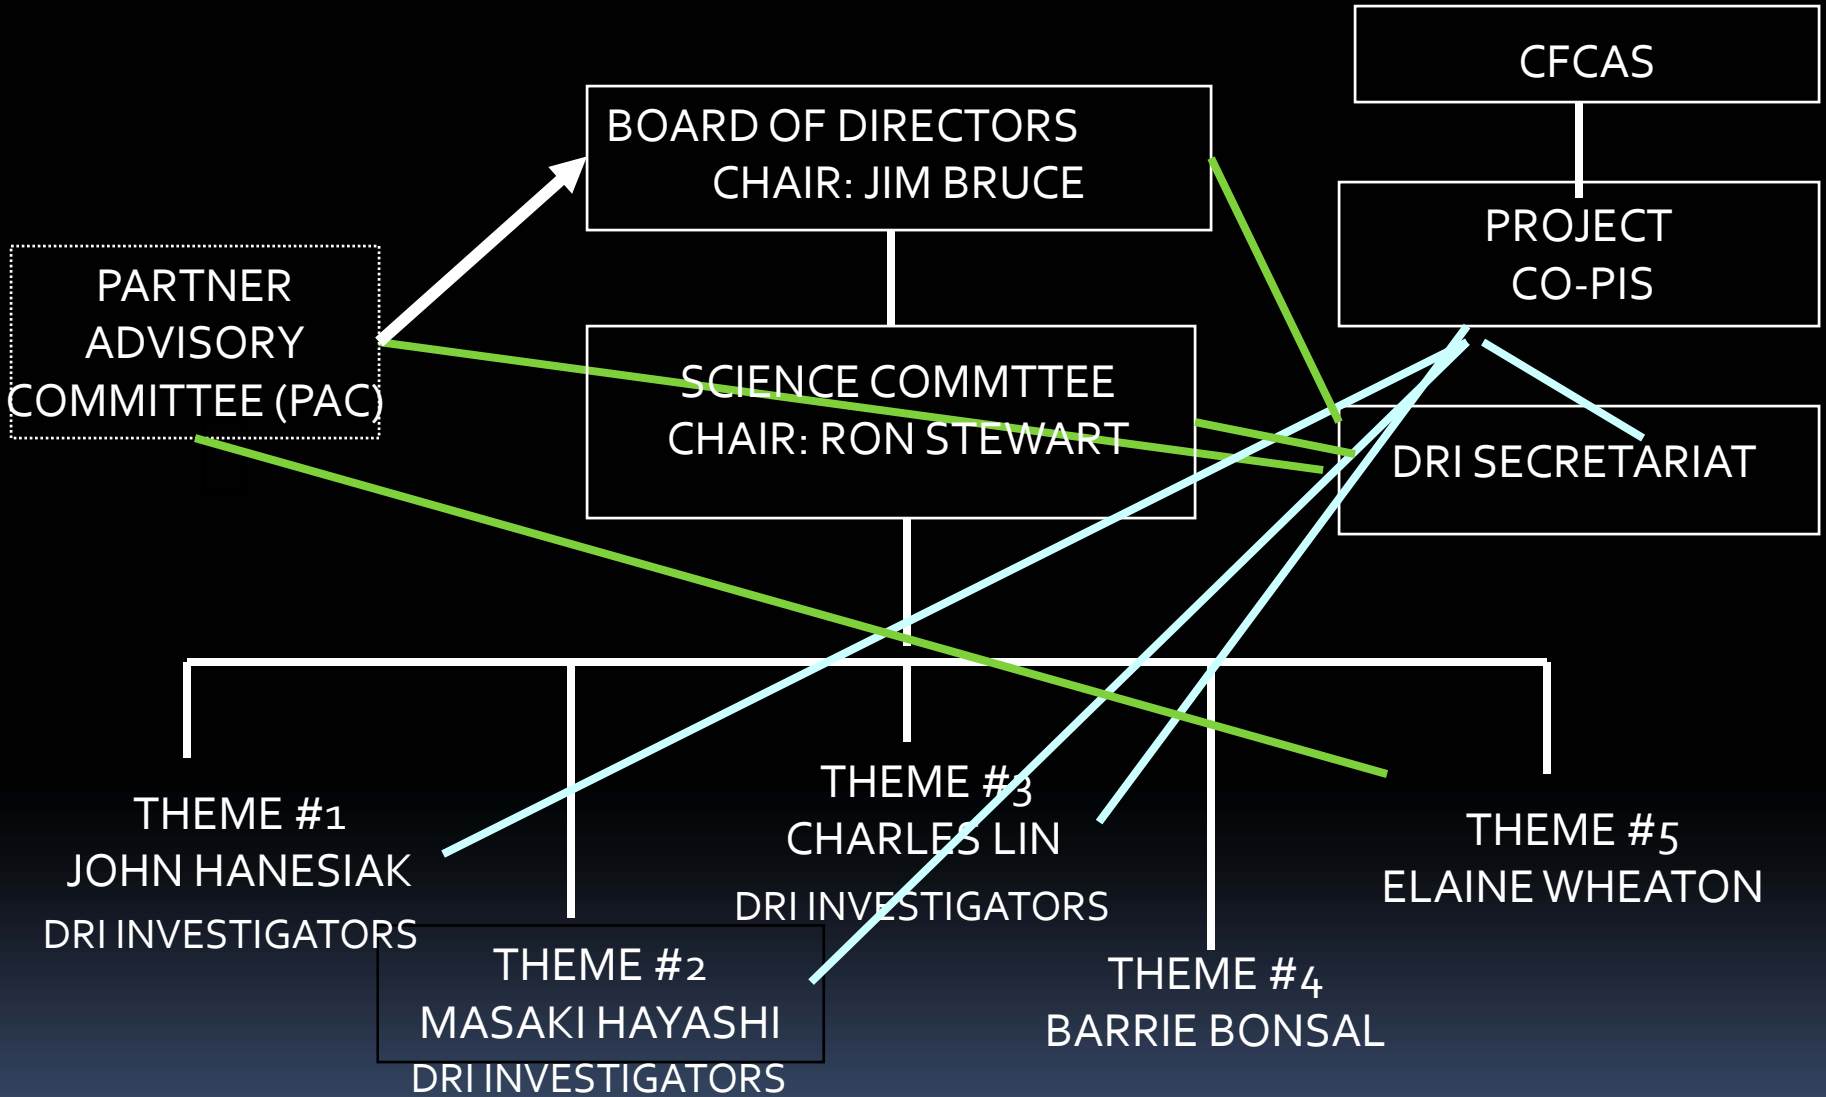 CFCAS
BOARD OF DIRECTORS
CHAIR: JIM BRUCE
PROJECT
CO-PIS
PARTNER
ADVISORY
COMMITTEE (PAC)
SCIENCE COMMTTEE
CHAIR: RON STEWART
DRI SECRETARIAT
THEME #1
JOHN HANESIAK
DRI INVESTIGATORS
THEME #2
MASAKI HAYASHI
DRI INVESTIGATORS
THEME #3
CHARLES LIN
DRI INVESTIGATORS
THEME #4
BARRIE BONSAL
THEME #5
ELAINE WHEATON